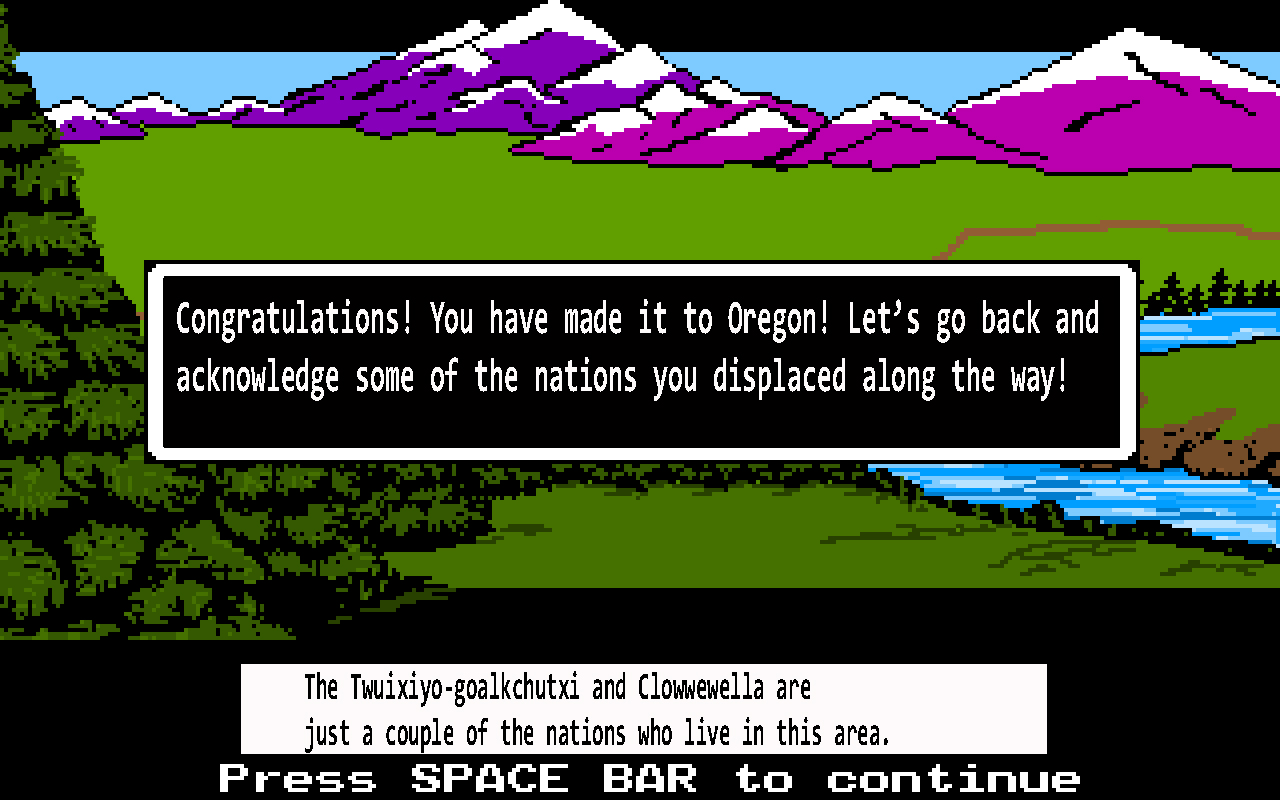 Congratulations! You have made it to Oregon! Let’s go back and
acknowledge some of the nations you displaced along the way!
The Twuixiyo-goalkchutxi and Clowwewella are
just a couple of the nations who live in this area.
Press SPACE BAR to continue